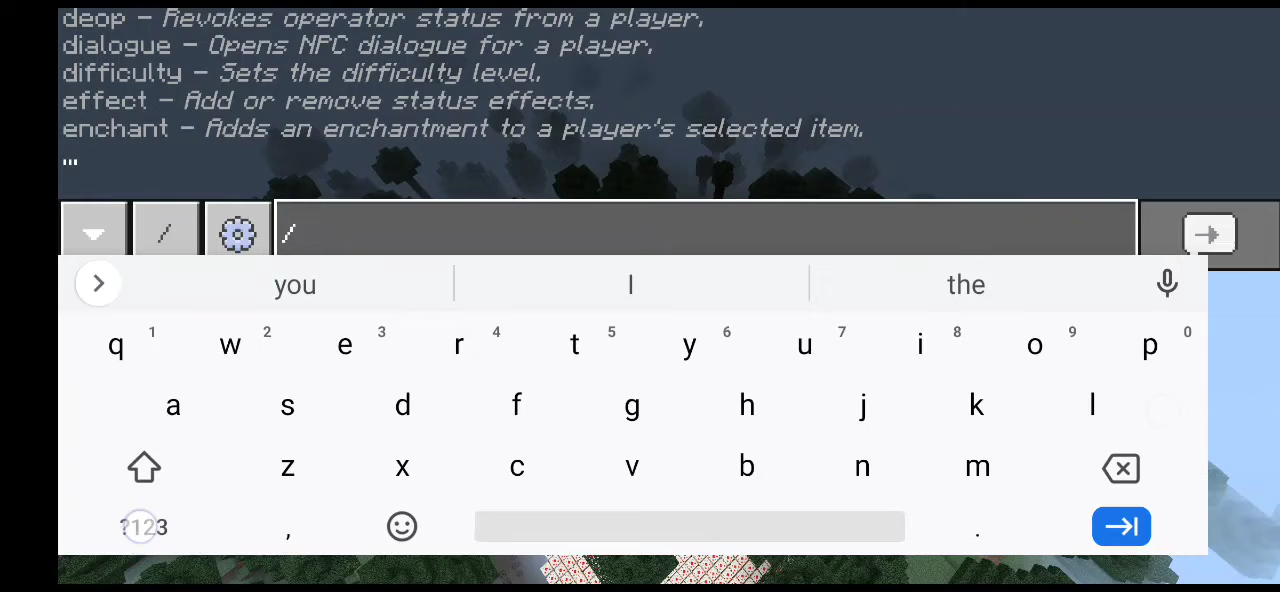 deop – Revokes operator status from a player.
dialogue – Opens NPC dialogue for a player.
difficulty – Sets the difficulty level.
effect – Add or remove status effects.
enchant – Adds an enchantment to a player's selected item.
...
/ /
you I the
q 1 w 2 e 3 r 4 t 5 y 6 u 7 i 8 o 9 p 0
a s d f g h j k l
z x c v b n m
?123 , .